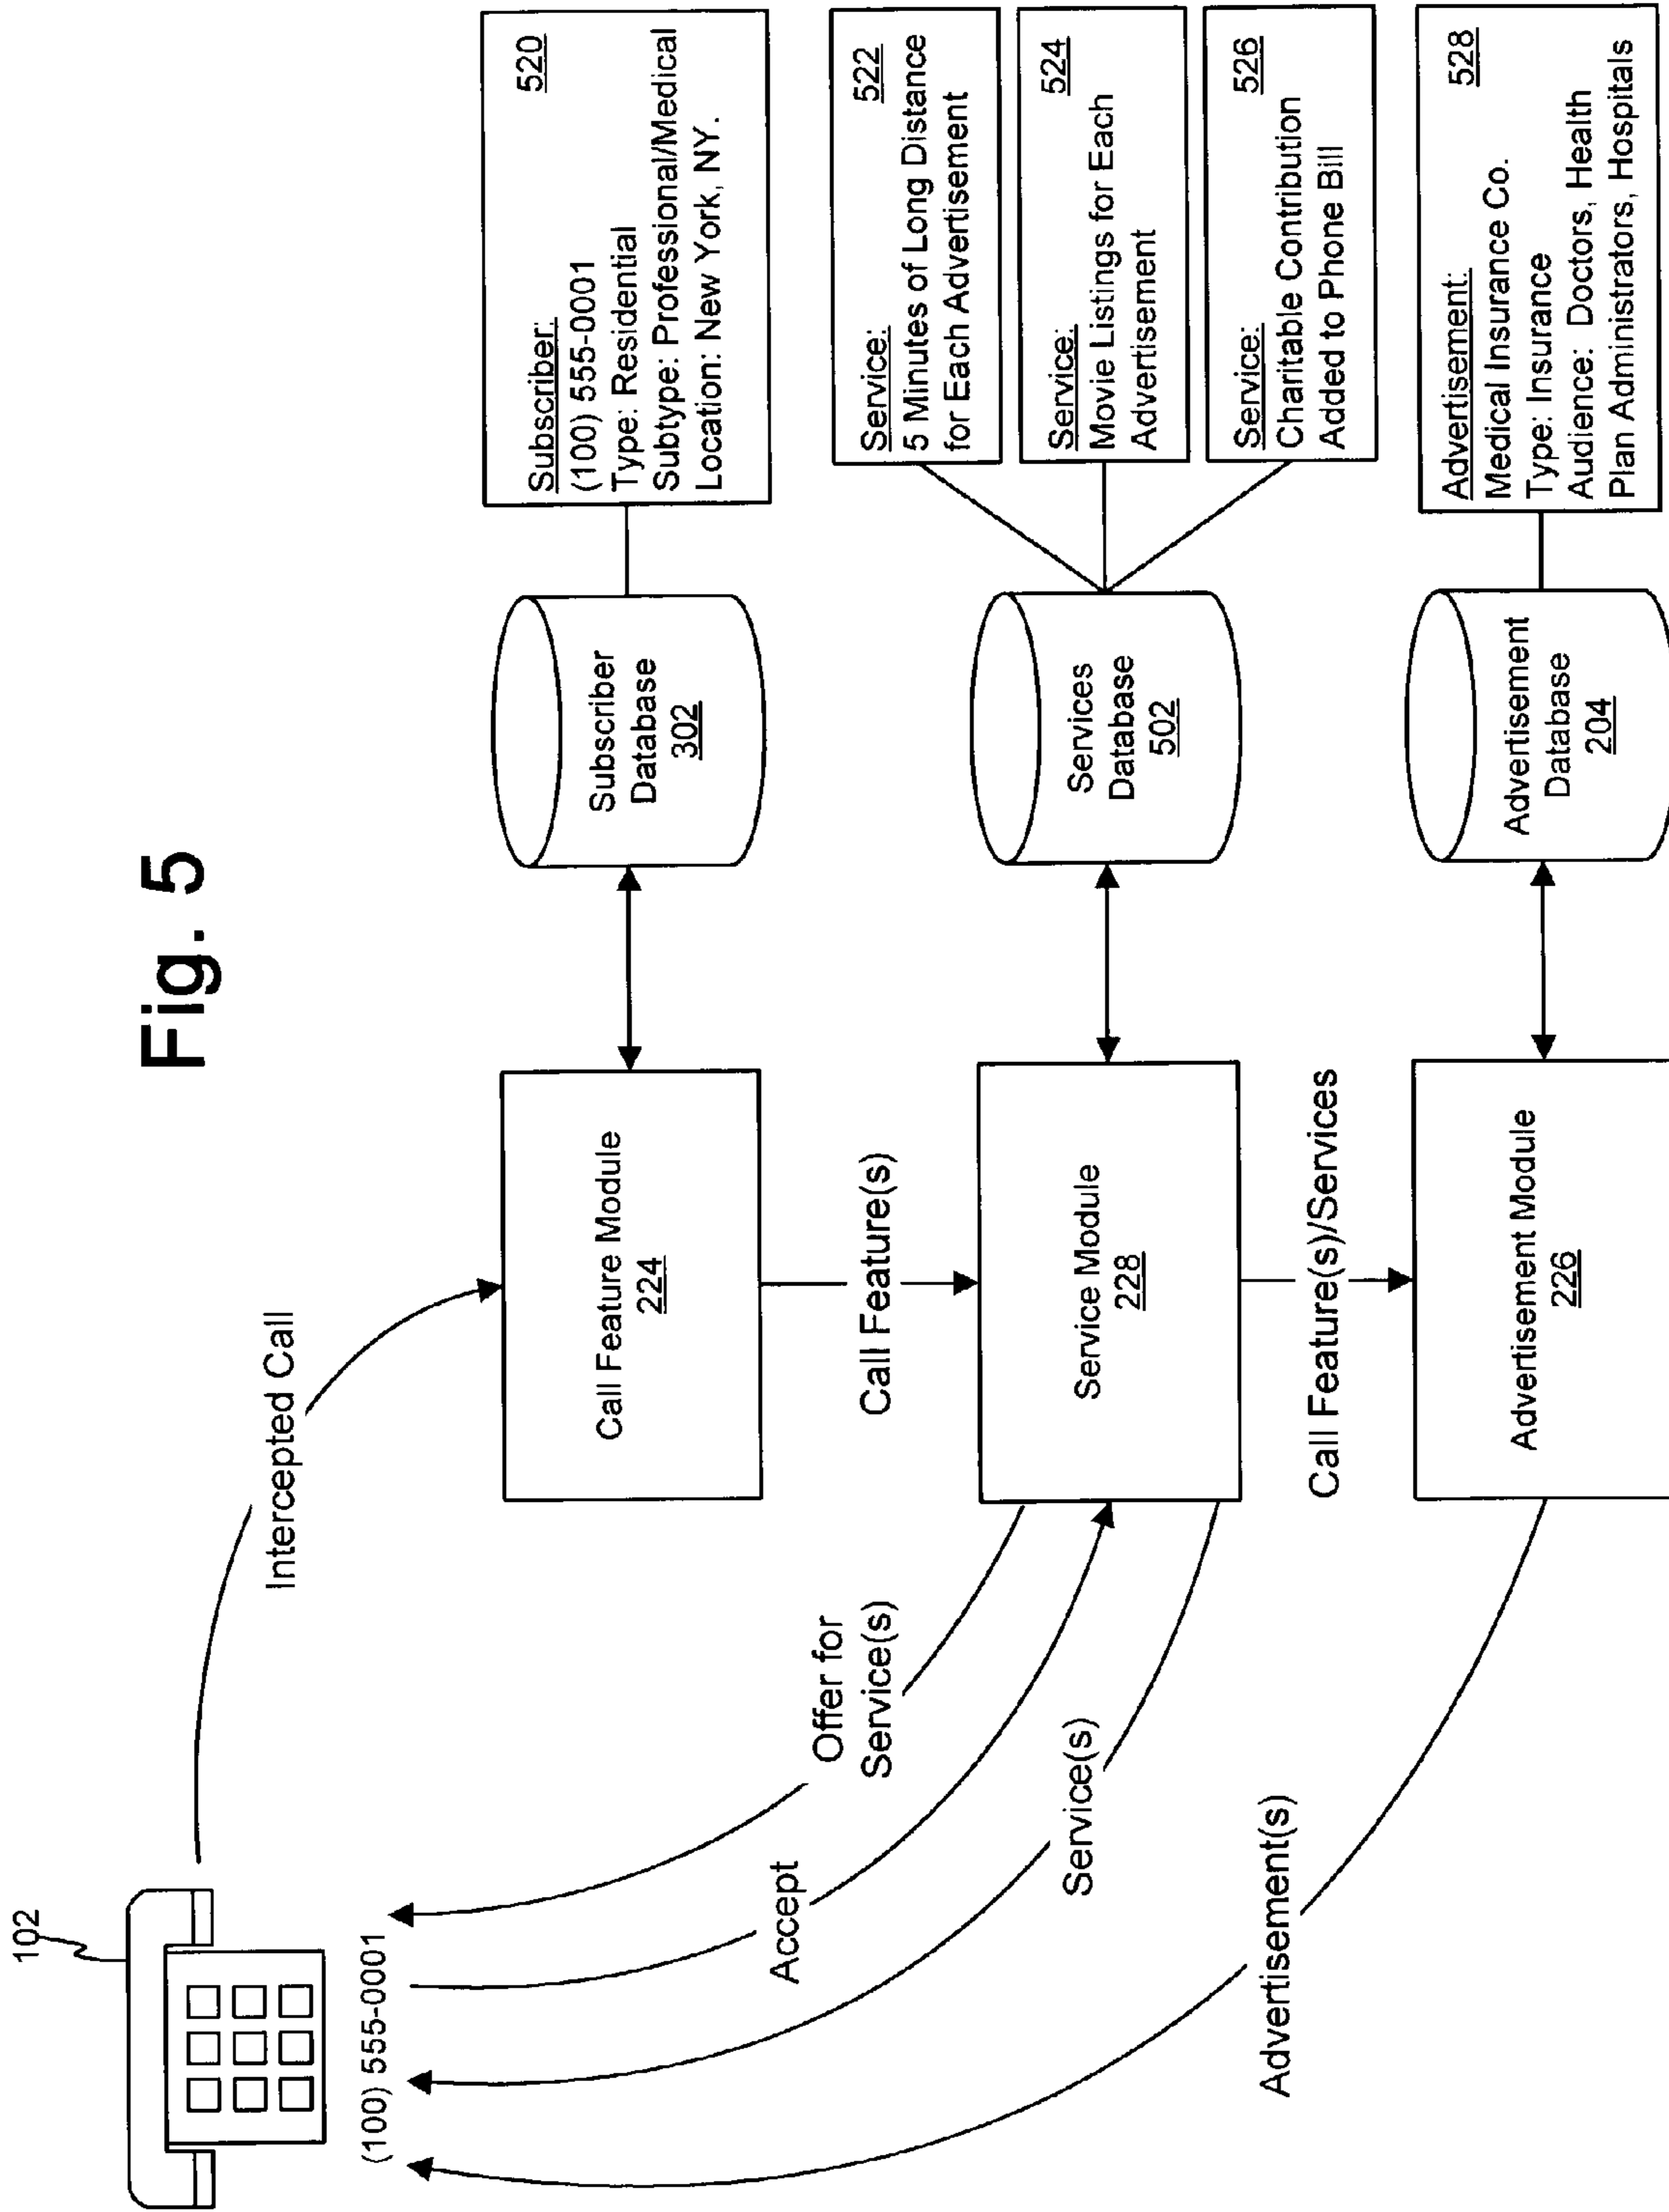 Fig. 5
102
(100) 555-0001
Intercepted Call
Offer for
Service(s)
Accept
Service(s)
Advertisement(s)
Call Feature Module
224
Call Feature(s)
Service Module
228
Call Feature(s)/Services
Advertisement Module
226
Subscriber
Database
302
Services
Database
502
Advertisement
Database
204
Subscriber: 520
(100) 555-0001
Type: Residential
Subtype: Professional/Medical
Location: New York, NY.
Service: 522
5 Minutes of Long Distance
for Each Advertisement
Service: 524
Movie Listings for Each
Advertisement
Service: 526
Charitable Contribution
Added to Phone Bill
Advertisement: 528
Medical Insurance Co.
Type: Insurance
Audience: Doctors, Health
Plan Administrators, Hospitals